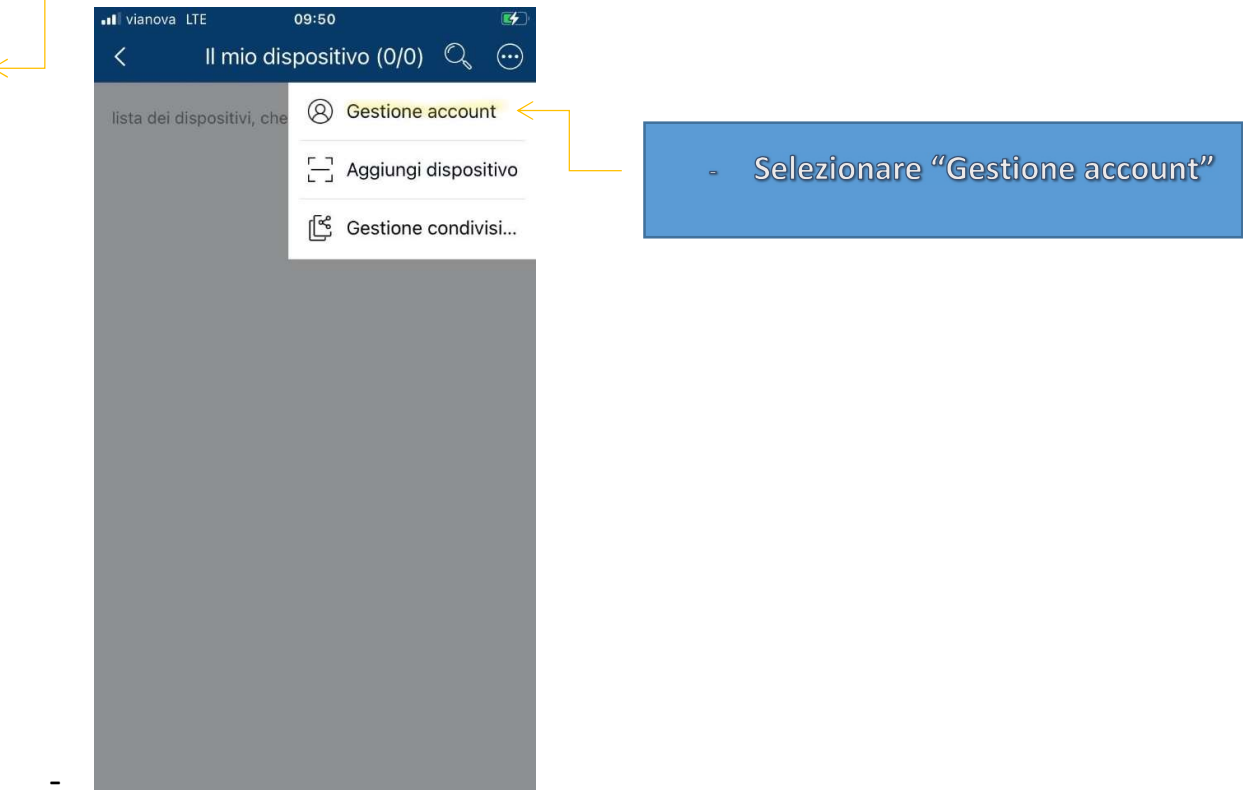 vianova LTE 09:50
Il mio dispositivo (0/0)
lista dei dispositivi, che
Gestione account
Aggiungi dispositivo
Gestione condivisi...
- Selezionare “Gestione account”
-